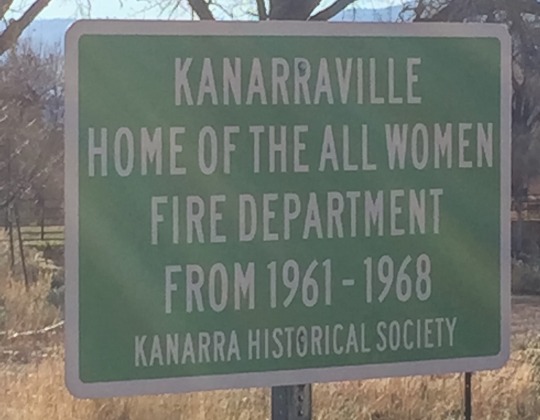 KANARRAVILLE
HOME OF THE ALL WOMEN
FIRE DEPARTMENT
FROM 1961 - 1968
KANARRA HISTORICAL SOCIETY